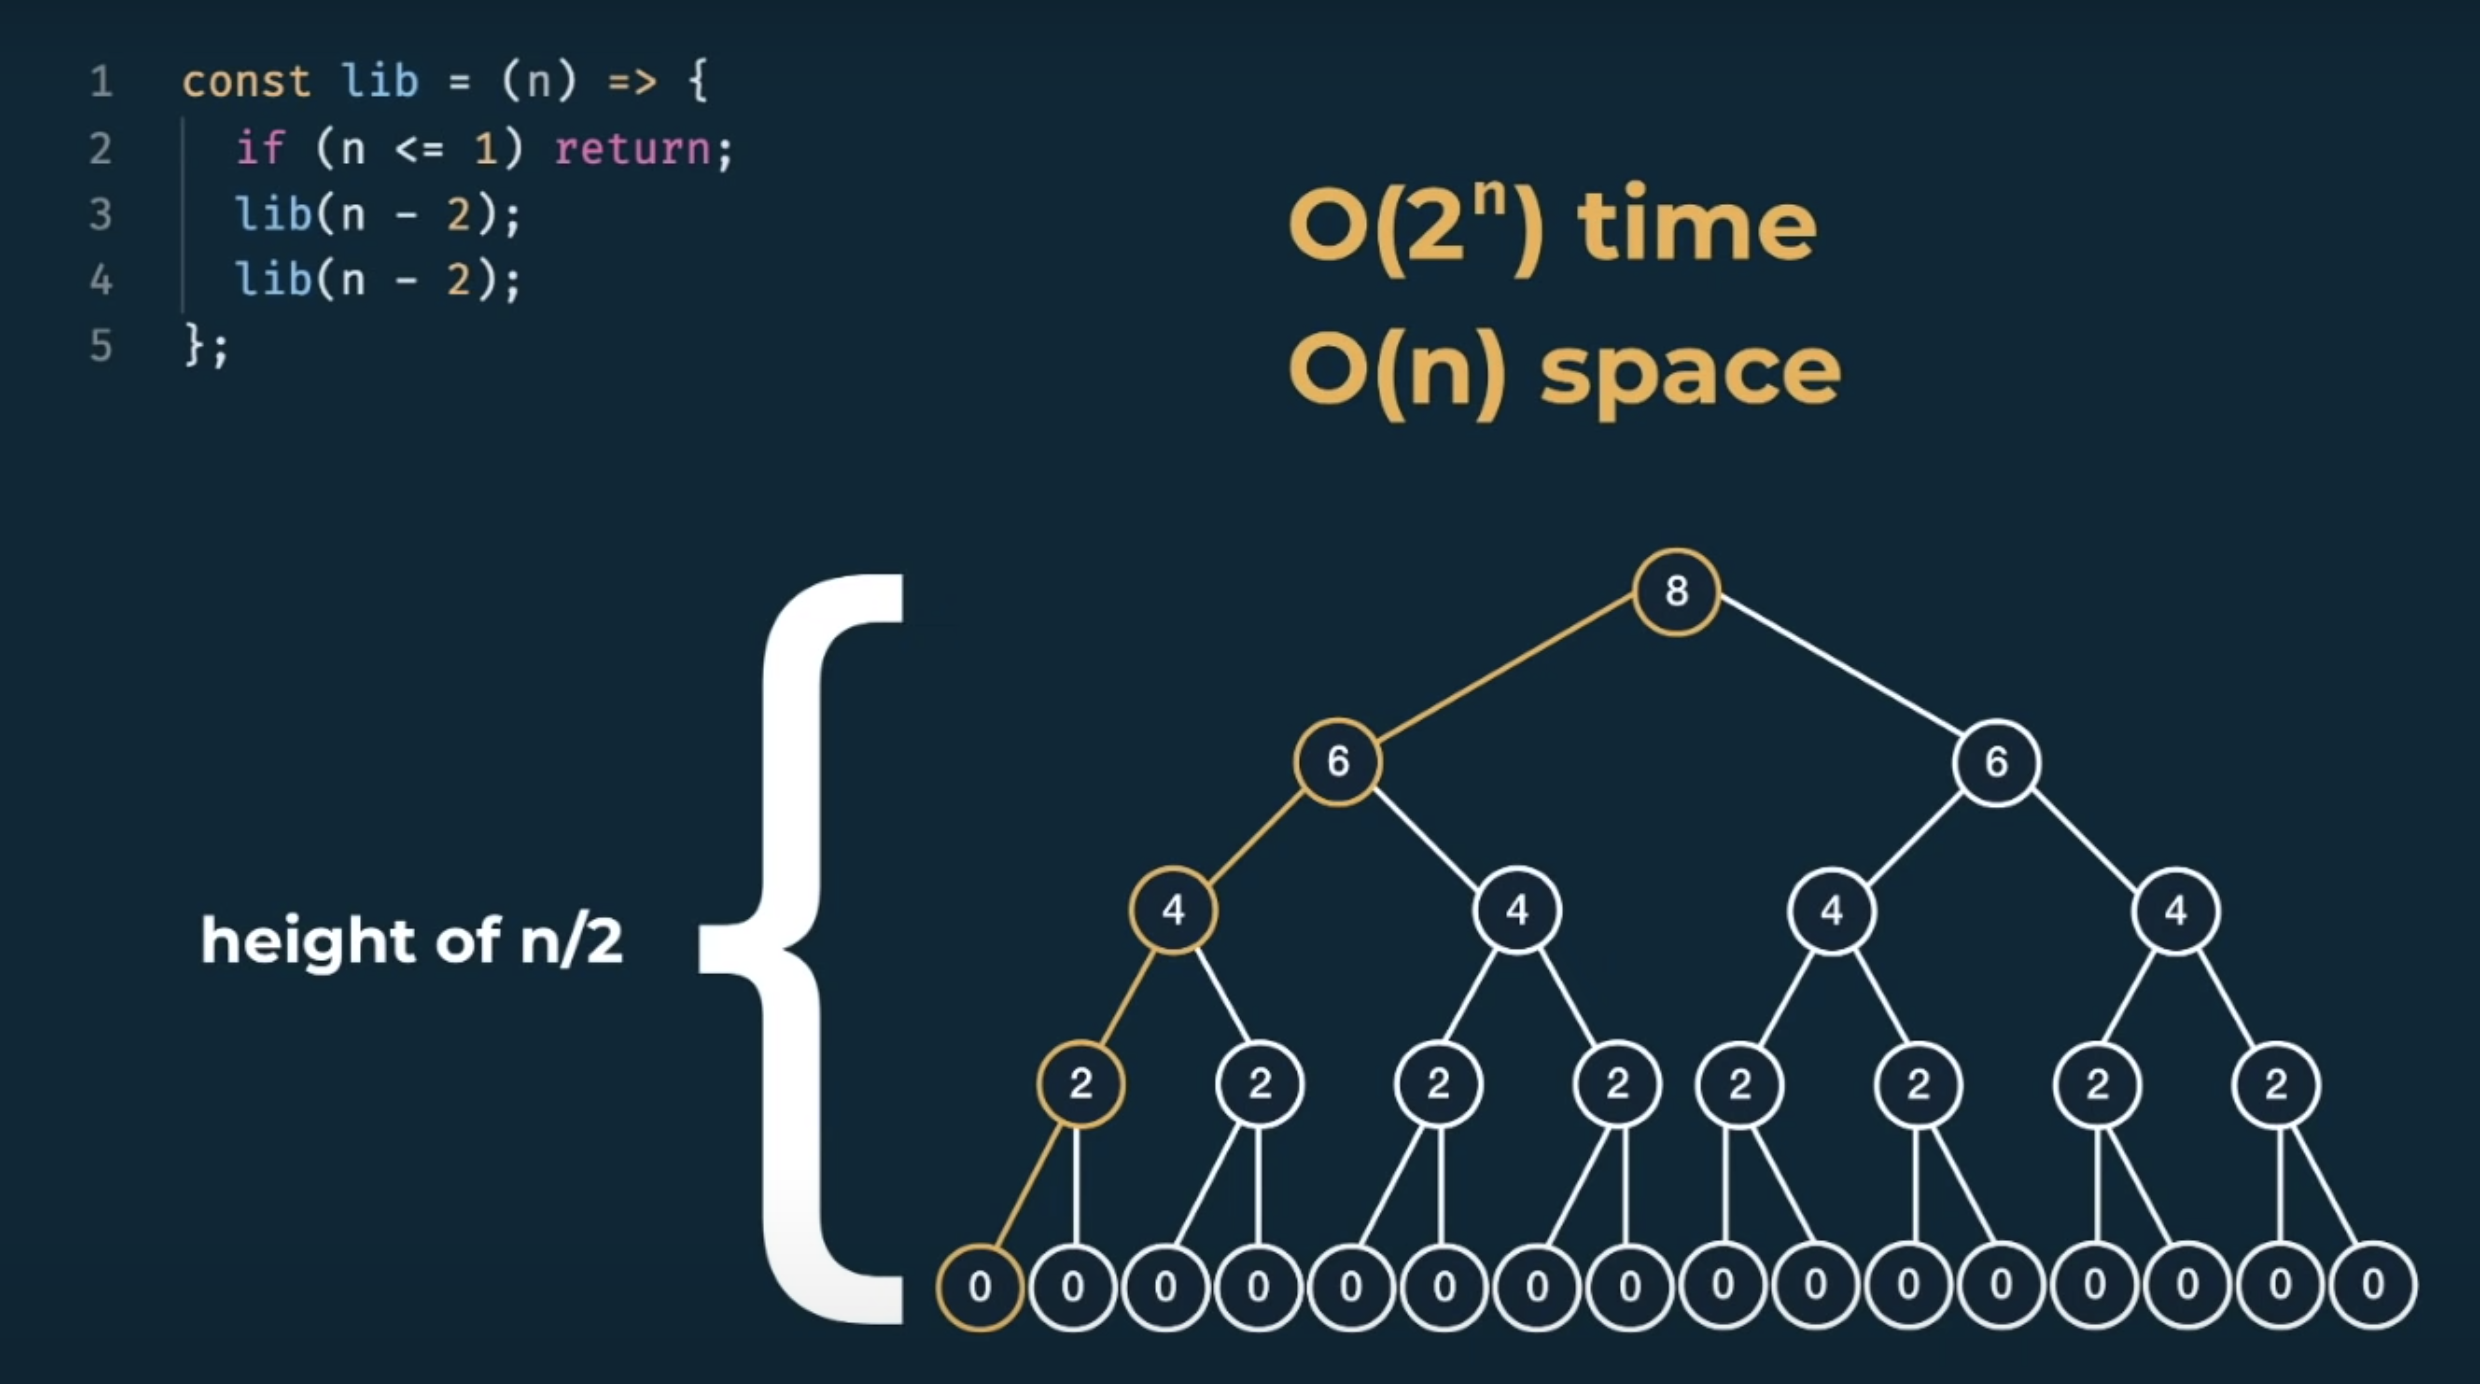 1 const lib = (n) => {
2 if (n <= 1) return;
3 lib(n - 2);
4 lib(n - 2);
5 };
O(2ⁿ) time
O(n) space
height of n/2
8
6 6
4 4 4 4
2 2 2 2 2 2 2 2
0 0 0 0 0 0 0 0 0 0 0 0 0 0 0 0